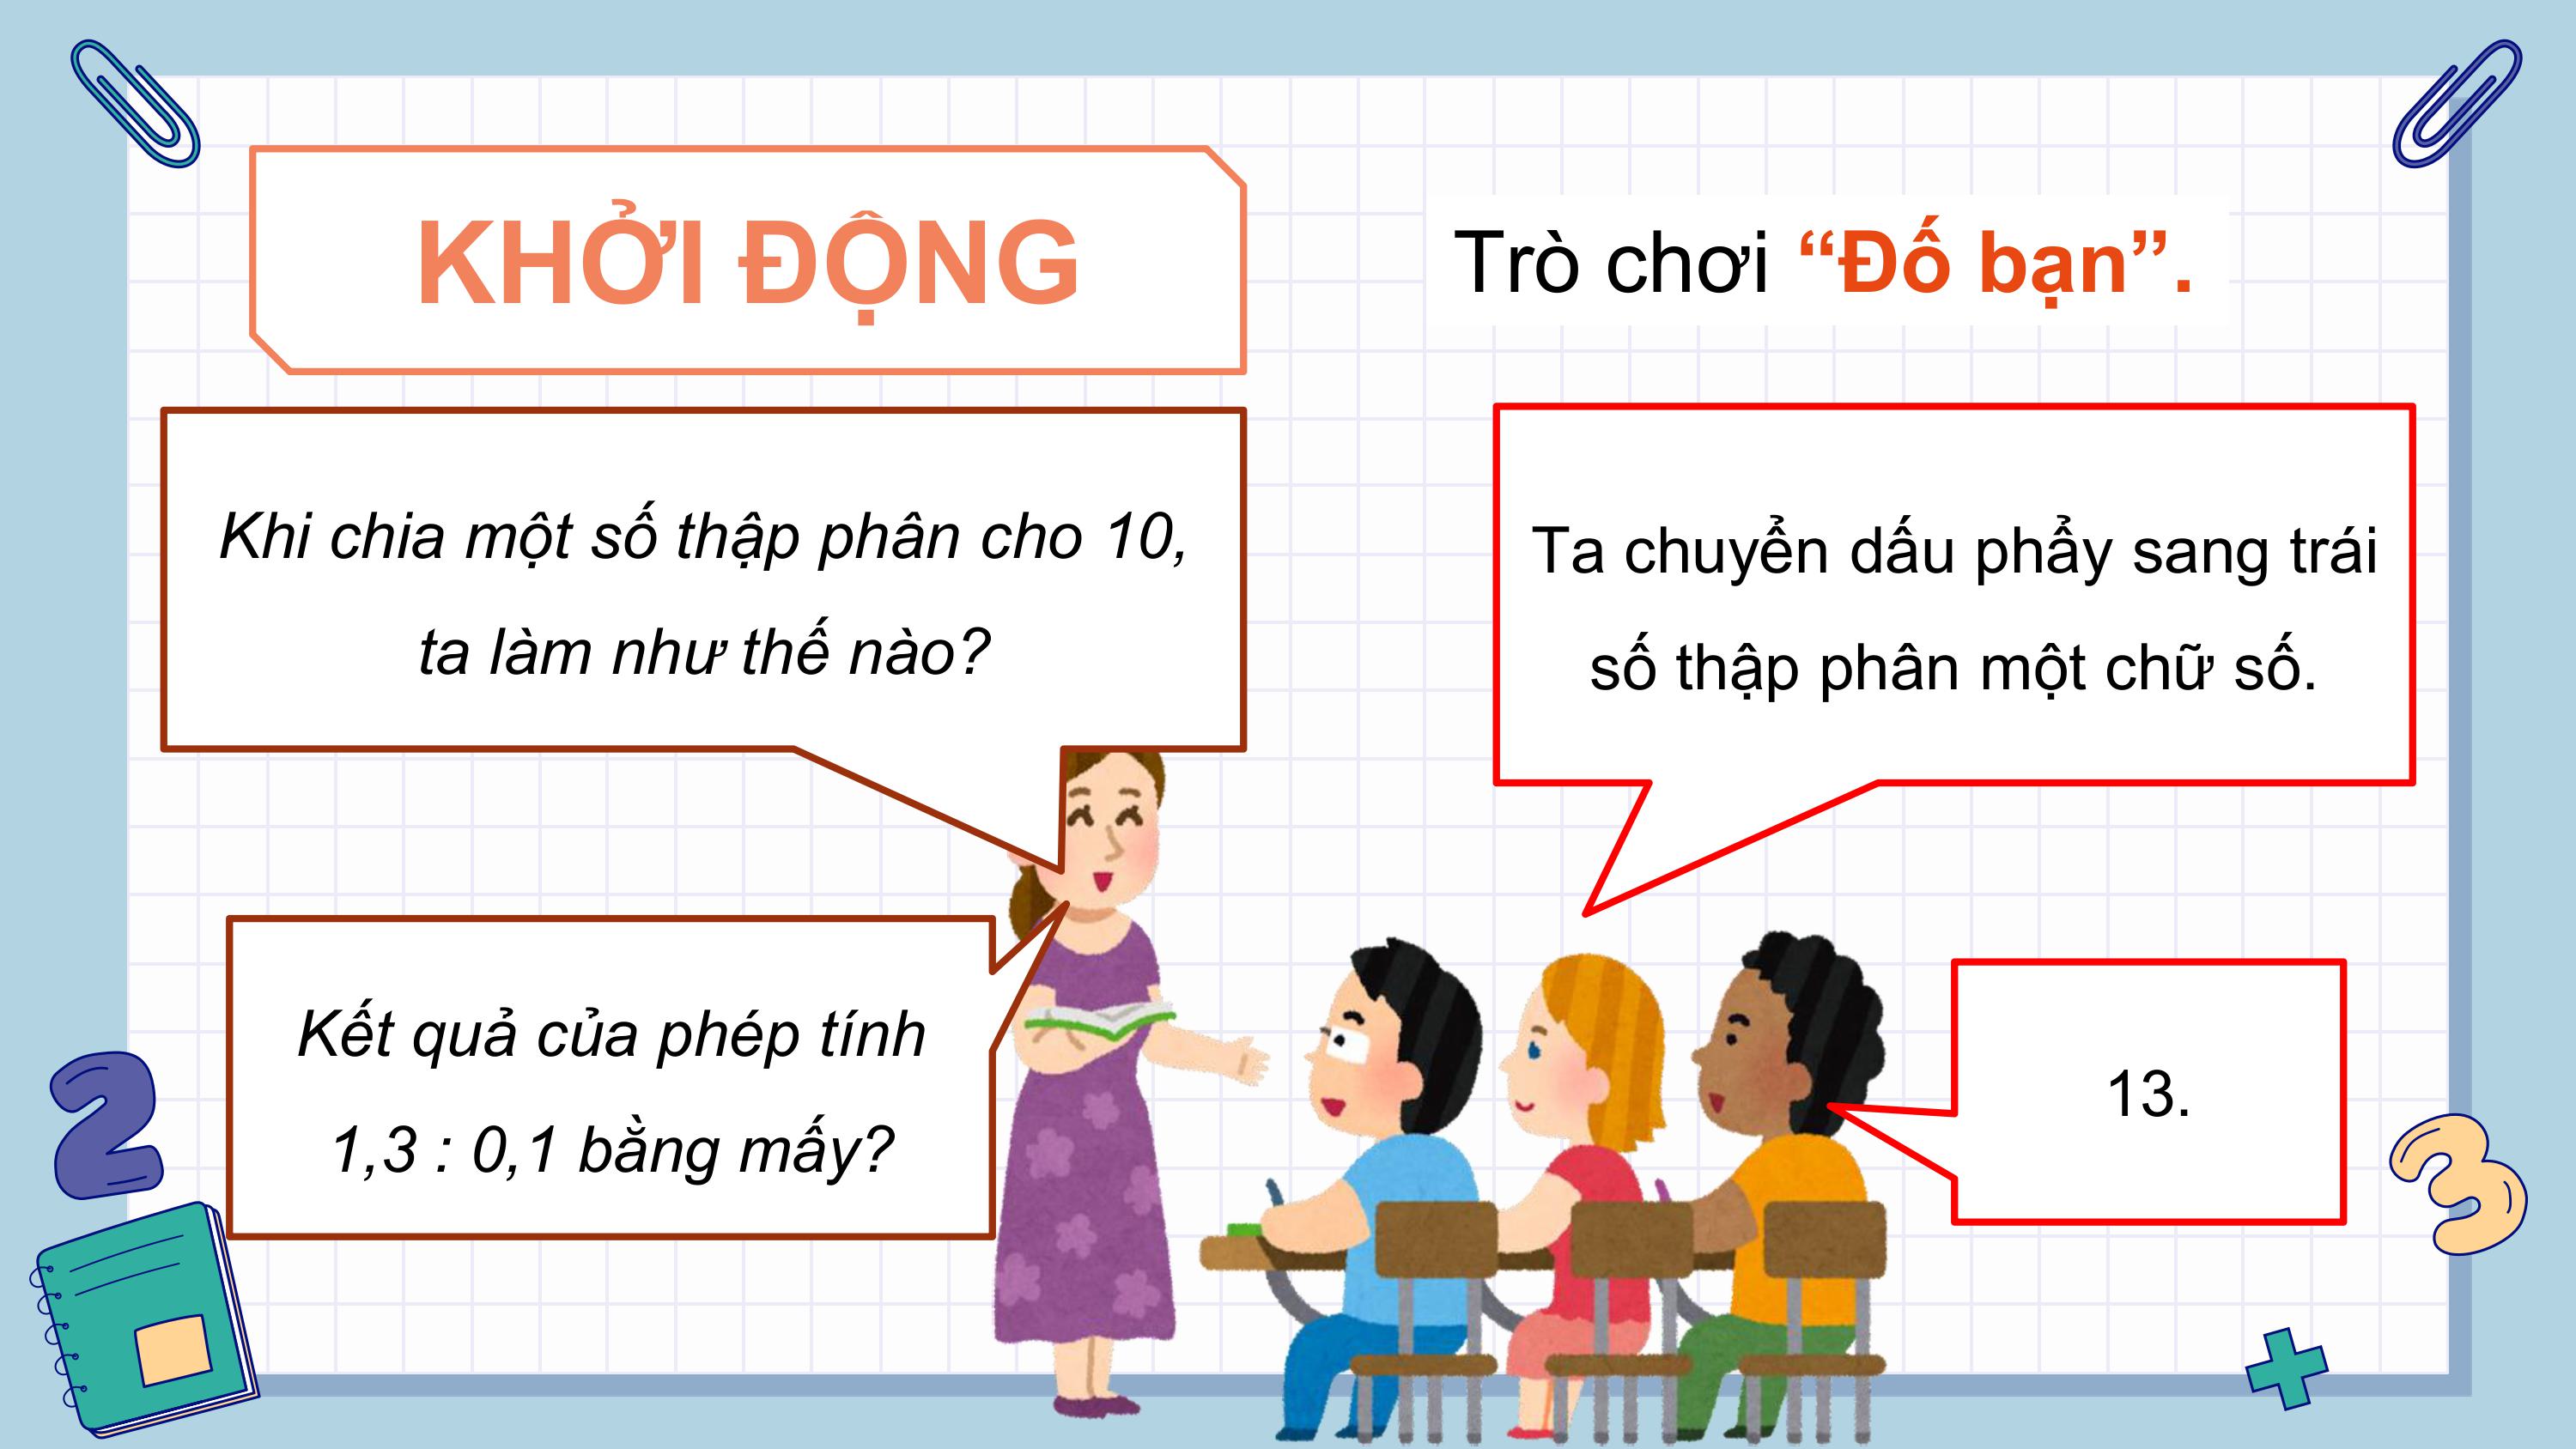 KHỞI ĐỘNG
Trò chơi “Đố bạn”.
Khi chia một số thập phân cho 10,
ta làm như thế nào?
Ta chuyển dấu phẩy sang trái
số thập phân một chữ số.
Kết quả của phép tính
1,3 : 0,1 bằng mấy?
13.
2
3